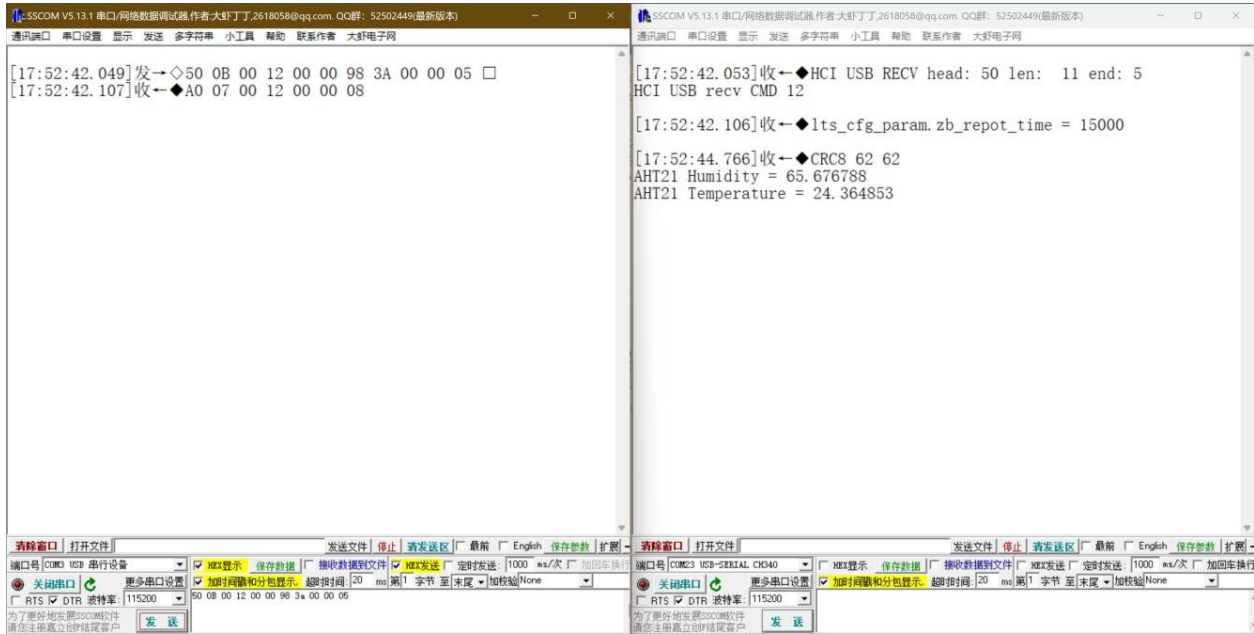 SSCOM V5.13.1 串口/网络数据调试器,作者:大虾丁丁,2618058@qq.com. QQ群: 52502449(最新版本)
通讯端口 串口设置 显示 发送 多字符串 小工具 帮助 联系作者 大虾电子网
[17:52:42.049]发→◇50 0B 00 12 00 00 98 3A 00 00 05 □
[17:52:42.107]收←◆A0 07 00 12 00 00 08
清除窗口 打开文件 发送文件 停止 清发送区 最前 English 保存参数 扩展 -
端口号 COM3 USB 串行设备 HEX显示 保存数据 接收数据到文件 HEX发送 定时发送: 1000 ms/次 加回车换行
关闭串口 更多串口设置 加时间戳和分包显示. 超时时间: 20 ms 第 1 字节 至 末尾 加校验 None
RTS DTR 波特率: 115200 50 0B 00 12 00 00 98 3a 00 00 05
为了更好地发展SSCOM软件
请您注册嘉立创F结尾客户 发 送
SSCOM V5.13.1 串口/网络数据调试器,作者:大虾丁丁,2618058@qq.com. QQ群: 52502449(最新版本)
通讯端口 串口设置 显示 发送 多字符串 小工具 帮助 联系作者 大虾电子网
[17:52:42.053]收←◆HCI USB RECV head: 50 len: 11 end: 5
HCI USB recv CMD 12
[17:52:42.106]收←◆lts_cfg_param.zb_repot_time = 15000
[17:52:44.766]收←◆CRC8 62 62
AHT21 Humidity = 65.676788
AHT21 Temperature = 24.364853
清除窗口 打开文件 发送文件 停止 清发送区 最前 English 保存参数 扩展 -
端口号 COM23 USB-SERIAL CH340 HEX显示 保存数据 接收数据到文件 HEX发送 定时发送: 1000 ms/次 加回车换行
关闭串口 更多串口设置 加时间戳和分包显示. 超时时间: 20 ms 第 1 字节 至 末尾 加校验 None
RTS DTR 波特率: 115200
为了更好地发展SSCOM软件
请您注册嘉立创F结尾客户 发 送